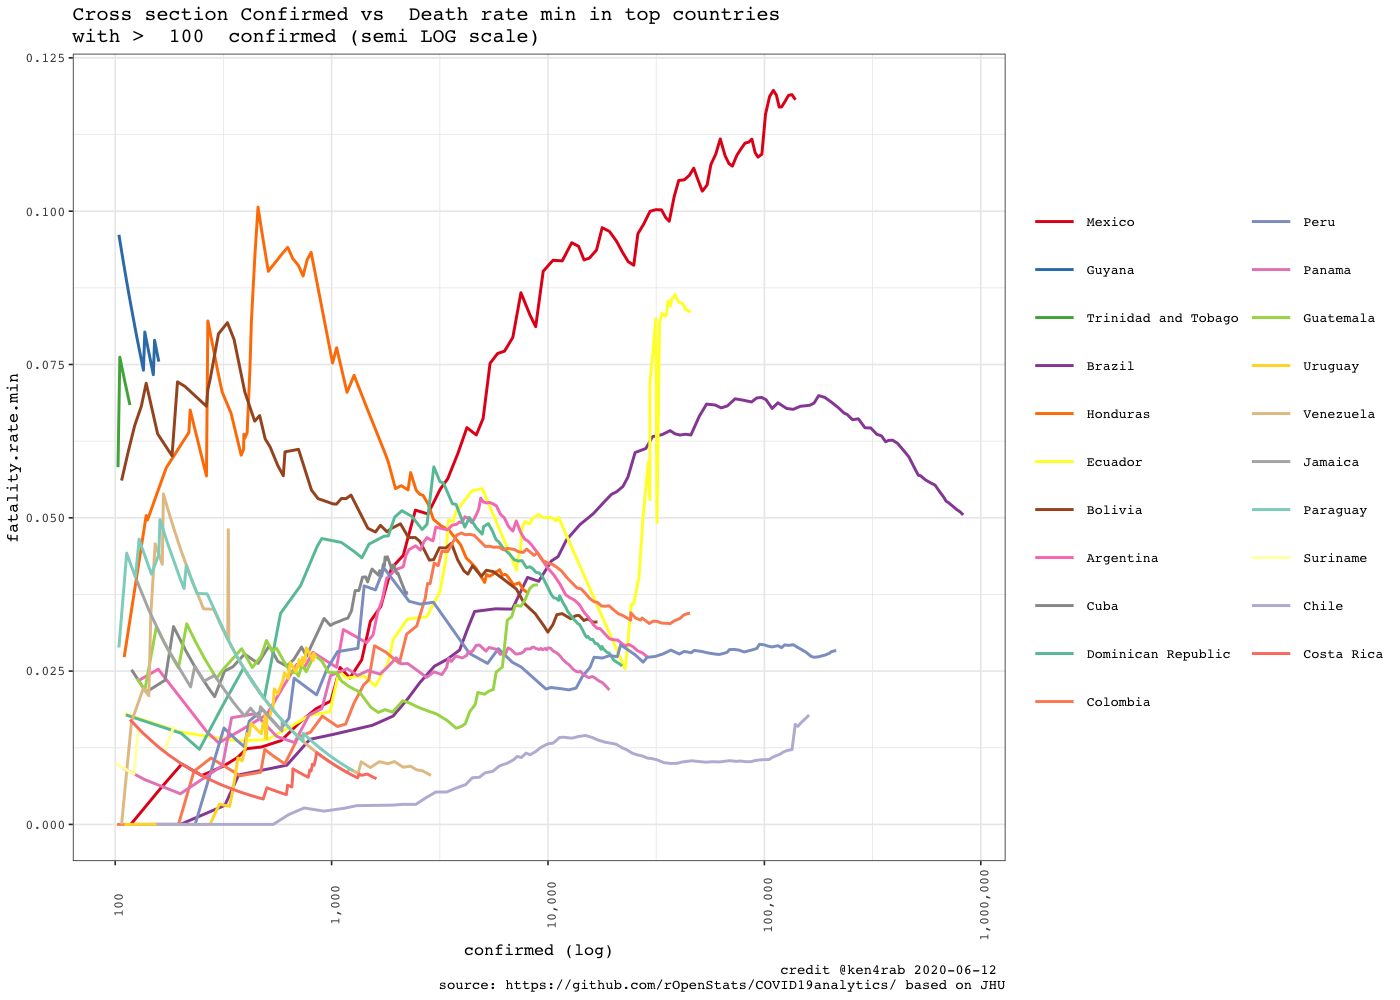 Cross section Confirmed vs  Death rate min in top countries
with >  100  confirmed (semi LOG scale)
fatality.rate.min
0.125
0.100
0.075
0.050
0.025
0.000
100
1,000
10,000
100,000
1,000,000
confirmed (log)
Mexico
Guyana
Trinidad and Tobago
Brazil
Honduras
Ecuador
Bolivia
Argentina
Cuba
Dominican Republic
Colombia
Peru
Panama
Guatemala
Uruguay
Venezuela
Jamaica
Paraguay
Suriname
Chile
Costa Rica
credit @ken4rab 2020-06-12
source: https://github.com/rOpenStats/COVID19analytics/ based on JHU